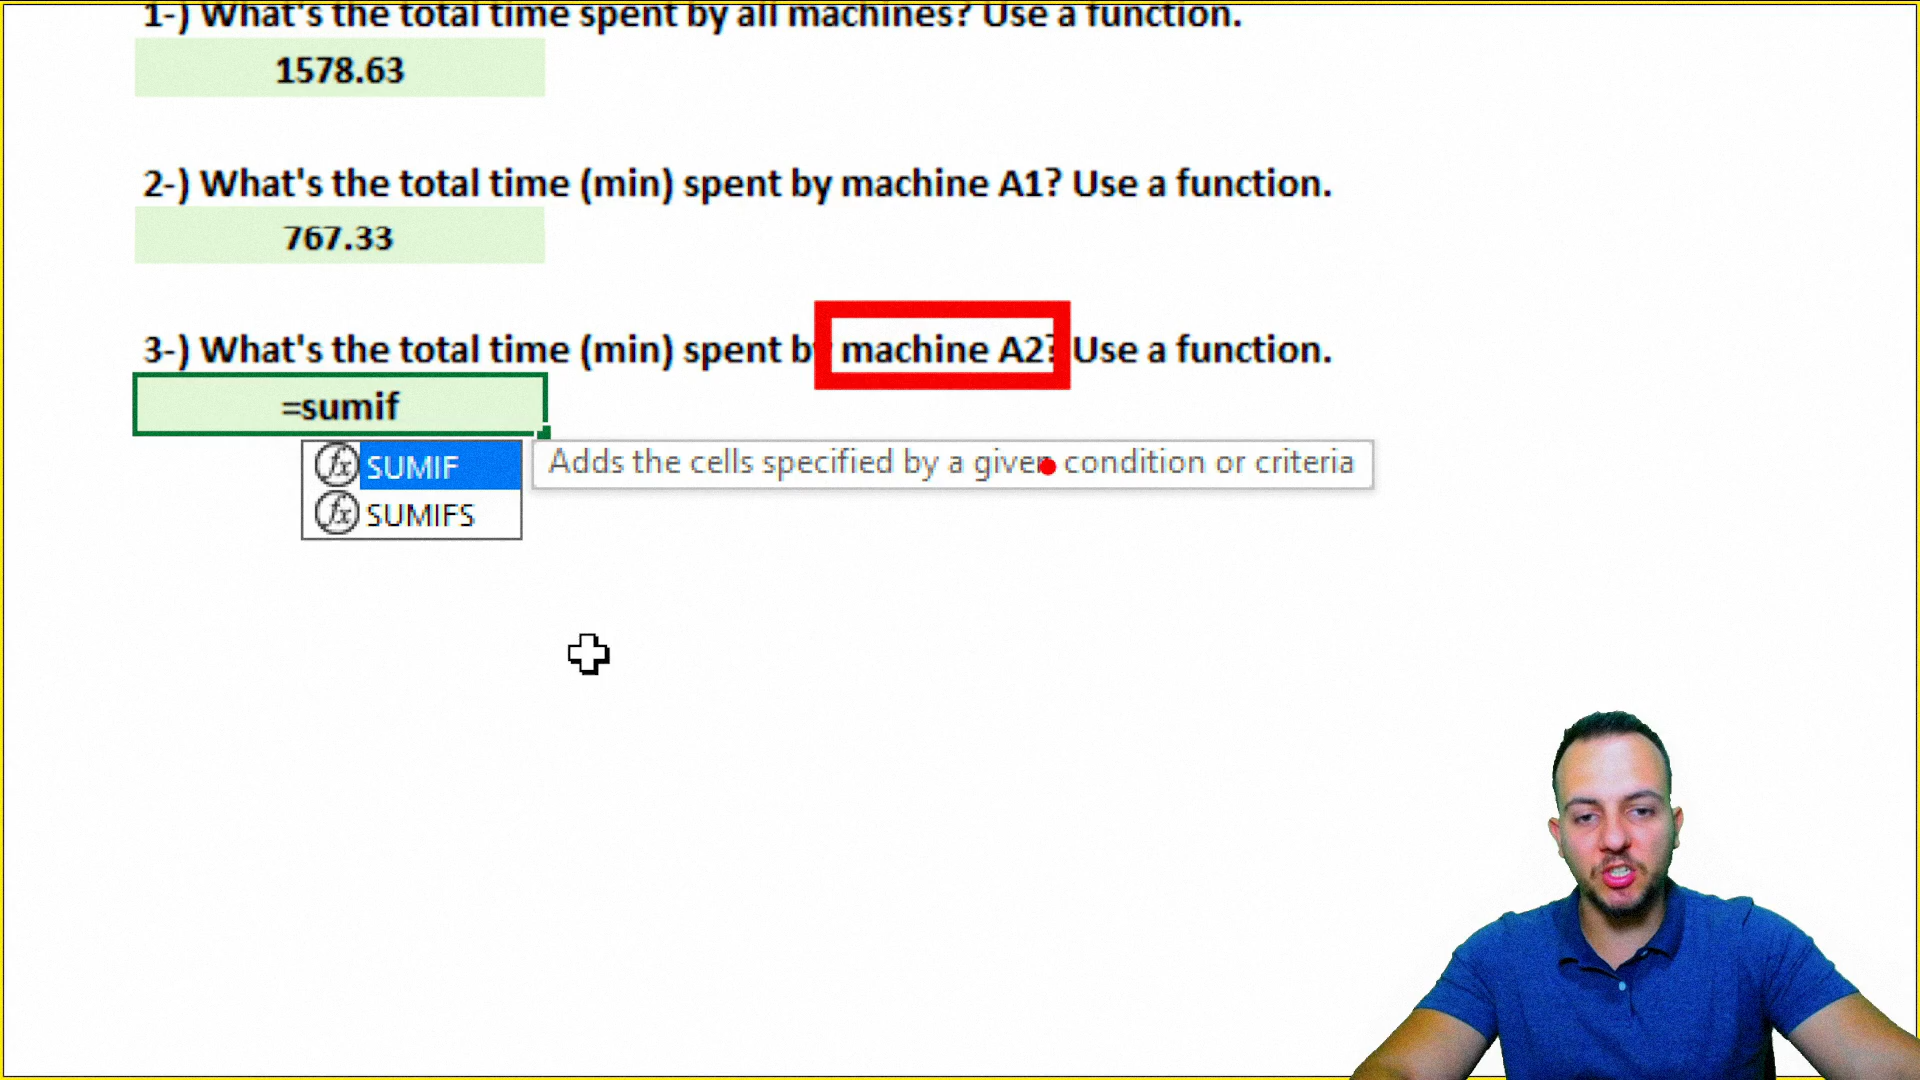 1-) What's the total time spent by all machines? Use a function.
1578.63
2-) What's the total time (min) spent by machine A1? Use a function.
767.33
3-) What's the total time (min) spent by machine A2? Use a function.
=sumif
fx SUMIF Adds the cells specified by a given condition or criteria
fx SUMIFS